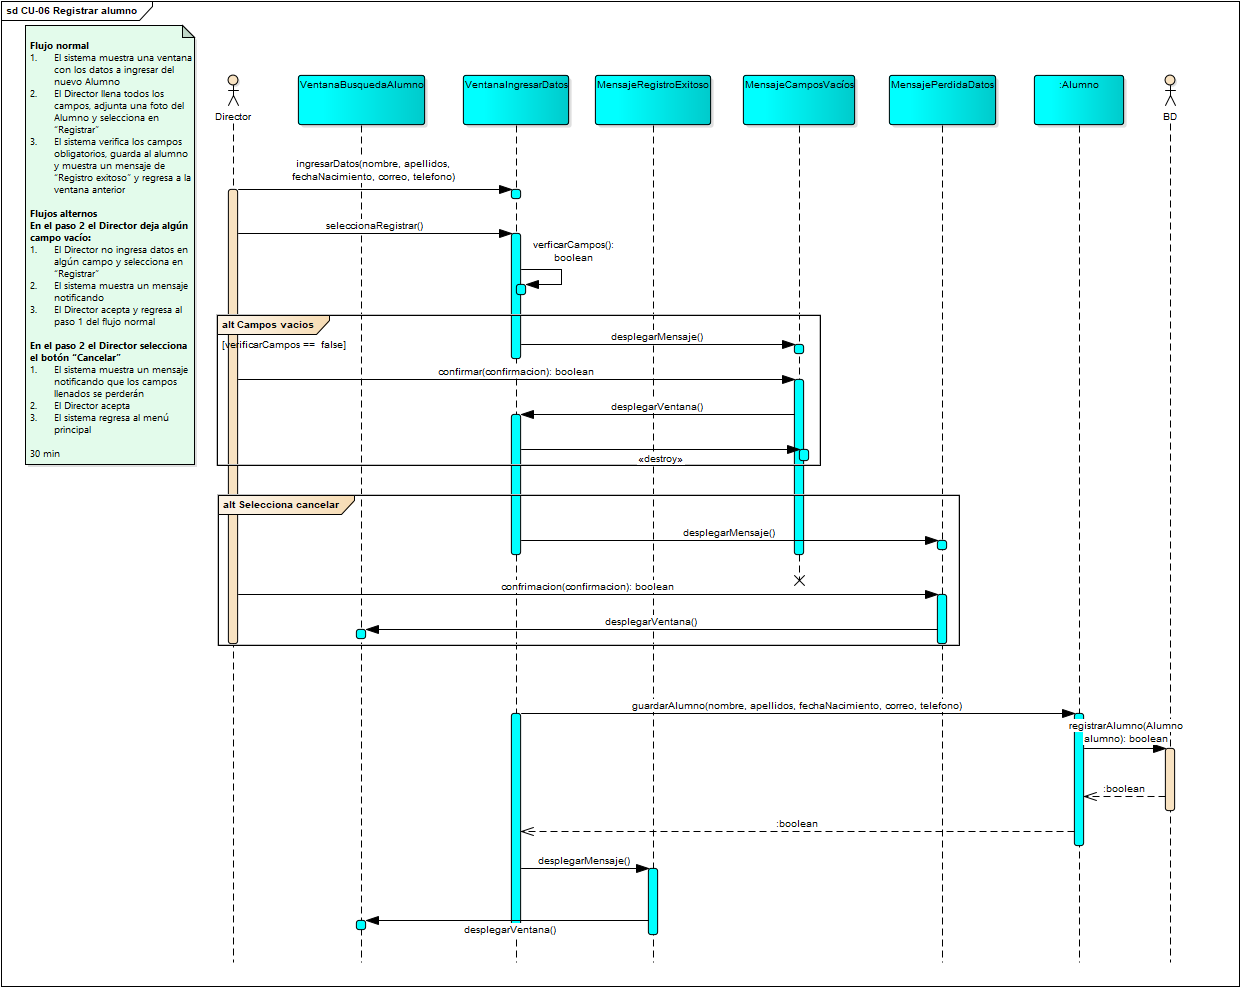 sd CU-06 Registrar alumno
Flujo normal
1. El sistema muestra una ventana
con los datos a ingresar del
nuevo Alumno
2. El Director llena todos los
campos, adjunta una foto del
Alumno y selecciona en
“Registrar”
3. El sistema verifica los campos
obligatorios, guarda al alumno
y muestra un mensaje de
“Registro exitoso” y regresa a la
ventana anterior
Flujos alternos
En el paso 2 el Director deja algún
campo vacío:
1. El Director no ingresa datos en
algún campo y selecciona en
“Registrar”
2. El sistema muestra un mensaje
notificando
3. El Director acepta y regresa al
paso 1 del flujo normal
En el paso 2 el Director selecciona
el botón “Cancelar”
1. El sistema muestra un mensaje
notificando que los campos
llenados se perderán
2. El Director acepta
3. El sistema regresa al menú
principal
30 min
Director
VentanaBusquedaAlumno
VentanaIngresarDatos
MensajeRegistroExitoso
MensajeCamposVacíos
MensajePerdidaDatos
:Alumno
BD
ingresarDatos(nombre, apellidos,
fechaNacimiento, correo, telefono)
seleccionaRegistrar()
verficarCampos():
boolean
alt Campos vacios
[verificarCampos == false]
desplegarMensaje()
confirmar(confirmacion): boolean
desplegarVentana()
«destroy»
alt Selecciona cancelar
desplegarMensaje()
confrimacion(confirmacion): boolean
desplegarVentana()
guardarAlumno(nombre, apellidos, fechaNacimiento, correo, telefono)
registrarAlumno(Alumno
alumno): boolean
:boolean
:boolean
desplegarMensaje()
desplegarVentana()